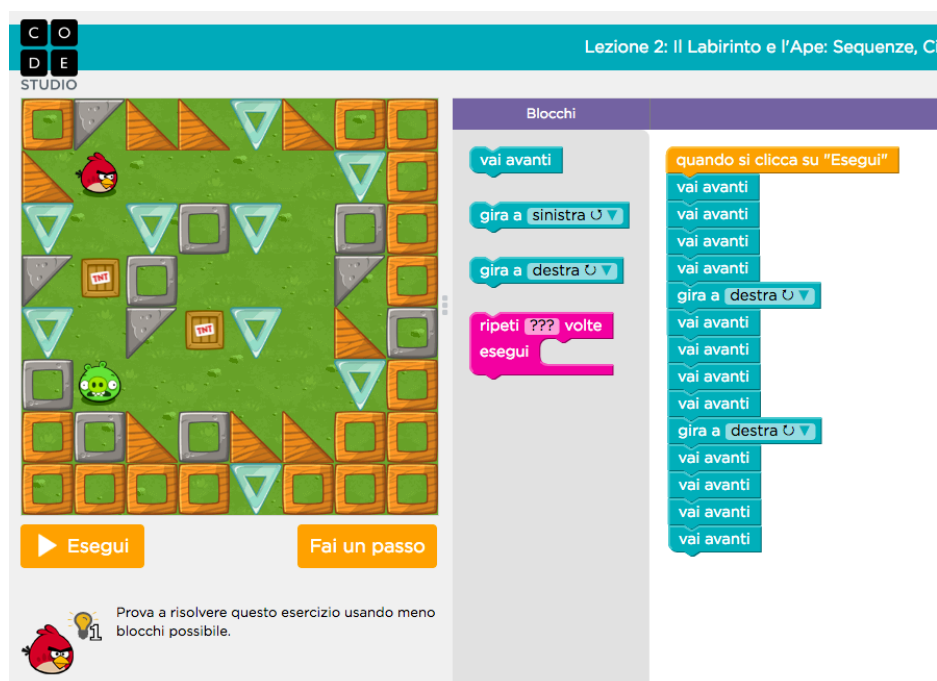 CO
DE
STUDIO
Lezione 2: Il Labirinto e l'Ape: Sequenze, Ci
TNT
TNT
Esegui
Fai un passo
1
Prova a risolvere questo esercizio usando meno
blocchi possibile.
Blocchi
vai avanti
gira a sinistra ↺ ▼
gira a destra ↻ ▼
ripeti ??? volte
esegui
quando si clicca su "Esegui"
vai avanti
vai avanti
vai avanti
vai avanti
gira a destra ↻ ▼
vai avanti
vai avanti
vai avanti
vai avanti
gira a destra ↻ ▼
vai avanti
vai avanti
vai avanti
vai avanti